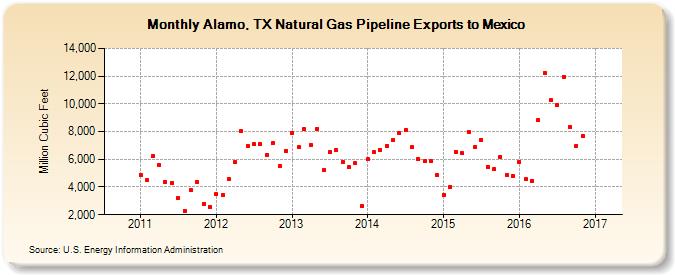 Monthly Alamo, TX Natural Gas Pipeline Exports to Mexico
Million Cubic Feet
14,000
12,000
10,000
8,000
6,000
4,000
2,000
2011 2012 2013 2014 2015 2016 2017
Source: U.S. Energy Information Administration